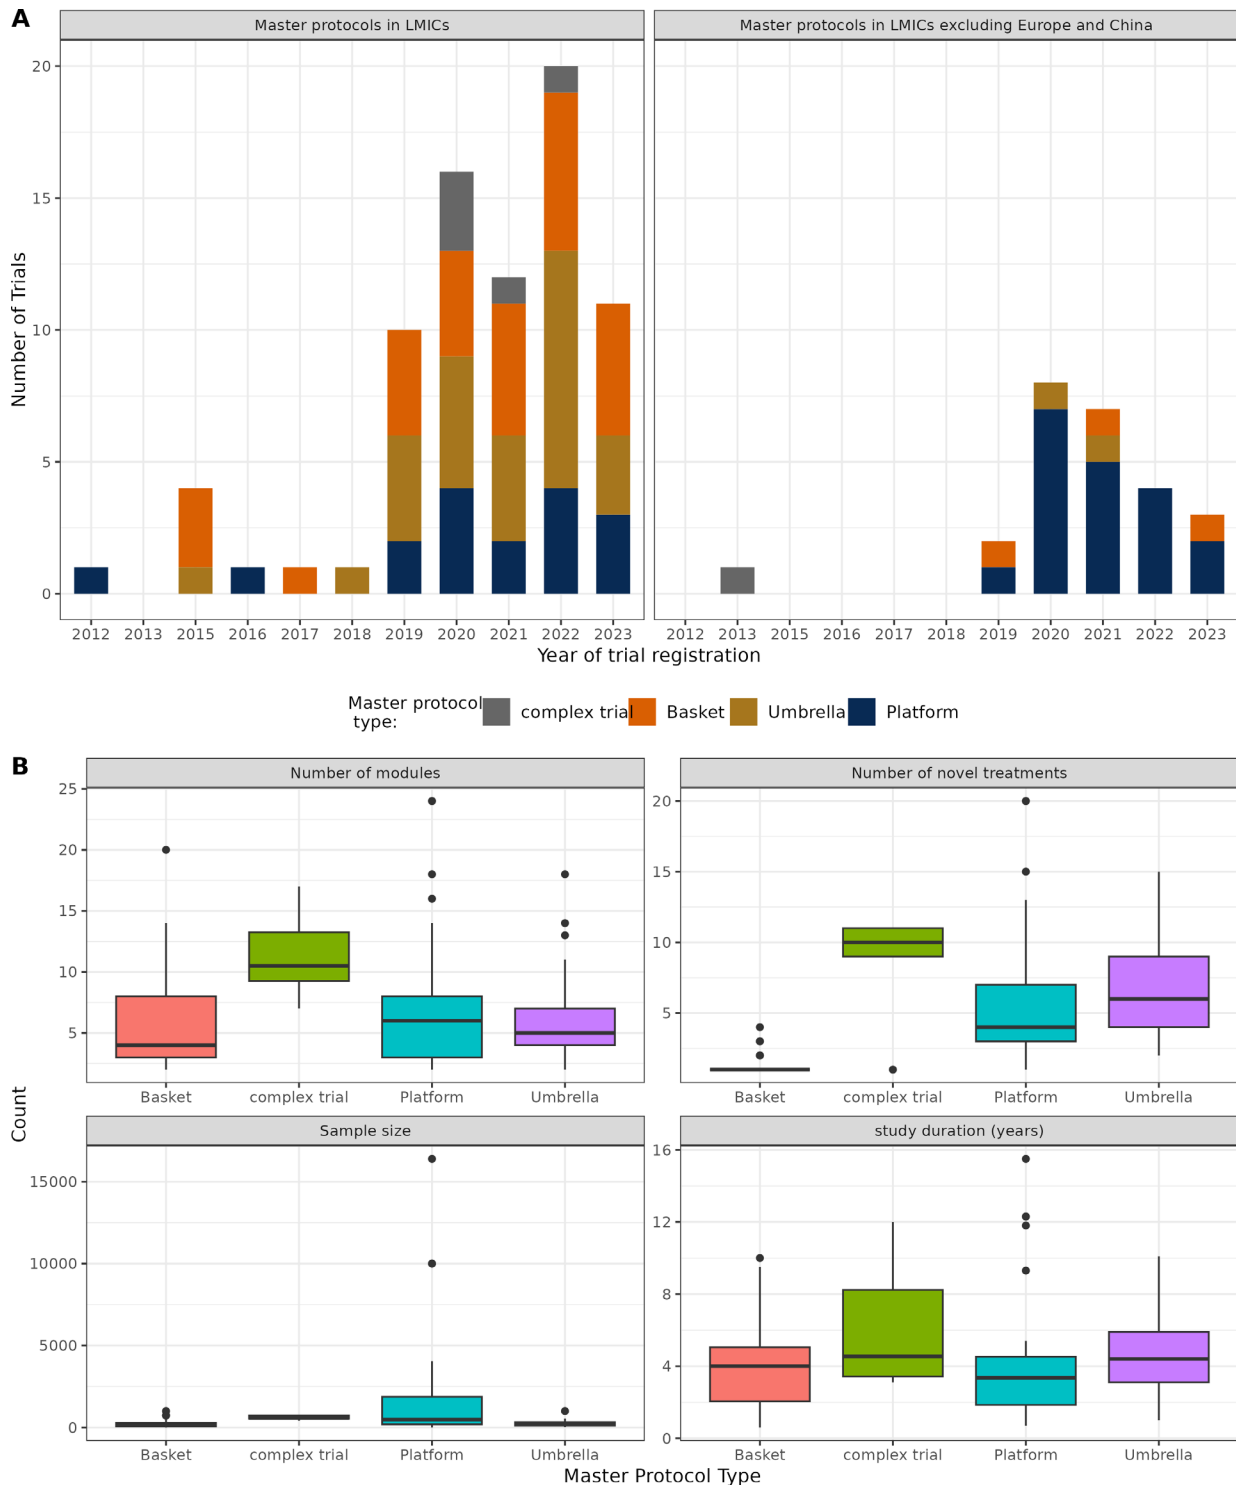 A
Master protocols in LMICs
Master protocols in LMICs excluding Europe and China
Number of Trials
20
15
10
5
0
2012 2013 2015 2016 2017 2018 2019 2020 2021 2022 2023
2012 2013 2015 2016 2017 2018 2019 2020 2021 2022 2023
Year of trial registration
Master protocol
type:
complex trial Basket Umbrella Platform
B
Count
Number of modules
25
20
15
10
5
Basket complex trial Platform Umbrella
Number of novel treatments
20
15
10
5
Basket complex trial Platform Umbrella
Sample size
15000
10000
5000
0
Basket complex trial Platform Umbrella
study duration (years)
16
12
8
4
0
Basket complex trial Platform Umbrella
Master Protocol Type